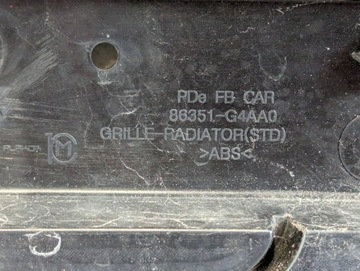 PDe FB CAR
86351-G4AA0
GRILLE-RADIATOR(STD)
>ABS<